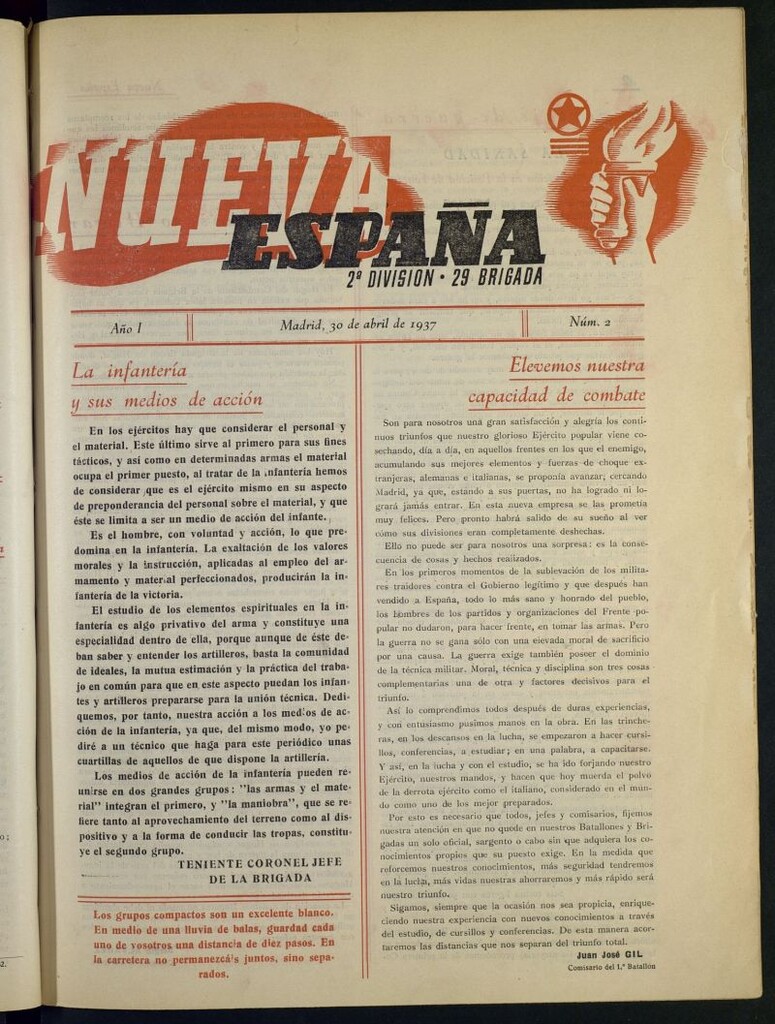 NUEVA
ESPAÑA
2ª DIVISION · 29 BRIGADA
Año I
Madrid, 30 de abril de 1937
Núm. 2
La infantería
y sus medios de acción
En los ejércitos hay que considerar el personal y
el material. Este último sirve al primero para sus fines
tácticos, y así como en determinadas armas el material
ocupa el primer puesto, al tratar de la infantería hemos
de considerar que es el ejército mismo en su aspecto
de preponderancia del personal sobre el material, y que
éste se limita a ser un medio de acción del infante.
Es el hombre, con voluntad y acción, lo que pre-
domina en la infantería. La exaltación de los valores
morales y la instrucción, aplicadas al empleo del ar-
mamento y material perfeccionados, producirán la in-
fantería de la victoria.
El estudio de los elementos espirituales en la in-
fantería es algo privativo del arma y constituye una
especialidad dentro de ella, porque aunque de éste de-
ban saber y entender los artilleros, basta la comunidad
de ideales, la mutua estimación y la práctica del traba-
jo en común para que en este aspecto puedan los infan-
tes y artilleros prepararse para la unión técnica. Dedi-
quemos, por tanto, nuestra acción a los medios de ac-
ción de la infantería, ya que, del mismo modo, yo pe-
diré a un técnico que haga para este periódico unas
cuartillas de aquellos de que dispone la artillería.
Los medios de acción de la infantería pueden re-
unirse en dos grandes grupos: "las armas y el mate-
rial" integran el primero, y "la maniobra", que se re-
fiere tanto al aprovechamiento del terreno como al dis-
positivo y a la forma de conducir las tropas, constitu-
ye el segundo grupo.
TENIENTE CORONEL JEFE
DE LA BRIGADA
Los grupos compactos son un excelente blanco.
En medio de una lluvia de balas, guardad cada
uno de vosotros una distancia de diez pasos. En
la carretera no permanezcáis juntos, sino sepa-
rados.
Elevemos nuestra
capacidad de combate
Son para nosotros una gran satisfacción y alegría los conti-
nuos triunfos que nuestro glorioso Ejército popular viene co-
sechando, día a día, en aquellos frentes en los que el enemigo,
acumulando sus mejores elementos y fuerzas de choque ex-
tranjeras, alemanas e italianas, se proponía avanzar; cercando
Madrid, ya que, estando a sus puertas, no ha logrado ni lo-
grará jamás entrar. En esta nueva empresa se las prometía
muy felices. Pero pronto habrá salido de su sueño al ver
cómo sus divisiones eran completamente deshechas.
Ello no puede ser para nosotros una sorpresa: es la conse-
cuencia de cosas y hechos realizados.
En los primeros momentos de la sublevación de los milita-
res traidores contra el Gobierno legítimo y que después han
vendido a España, todo lo más sano y honrado del pueblo,
los hombres de los partidos y organizaciones del Frente po-
pular no dudaron, para hacer frente, en tomar las armas. Pero
la guerra no se gana sólo con una elevada moral de sacrificio
por una causa. La guerra exige también poseer el dominio
de la técnica militar. Moral, técnica y disciplina son tres cosas
complementarias una de otra y factores decisivos para el
triunfo.
Así lo comprendimos todos después de duras experiencias,
y con entusiasmo pusimos manos en la obra. En las trinche-
ras, en los descansos en la lucha, se empezaron a hacer cursi-
llos, conferencias, a estudiar; en una palabra, a capacitarse.
Y así, en la lucha y con el estudio, se ha ido forjando nuestro
Ejército, nuestros mandos, y hacen que hoy muerda el polvo
de la derrota ejército como el italiano, considerado en el mun-
do como uno de los mejor preparados.
Por esto es necesario que todos, jefes y comisarios, fijemos
nuestra atención en que no quede en nuestros Batallones y Bri-
gadas un solo oficial, sargento o cabo sin que adquiera los co-
nocimientos propios que su puesto exige. En la medida que
reforcemos nuestros conocimientos, más seguridad tendremos
en la lucha, más vidas nuestras ahorraremos y más rápido será
nuestro triunfo.
Sigamos, siempre que la ocasión nos sea propicia, enrique-
ciendo nuestra experiencia con nuevos conocimientos a través
del estudio, de cursillos y conferencias. De esta manera acor-
taremos las distancias que nos separan del triunfo total.
Juan José GIL
Comisario del 1.º Batallón